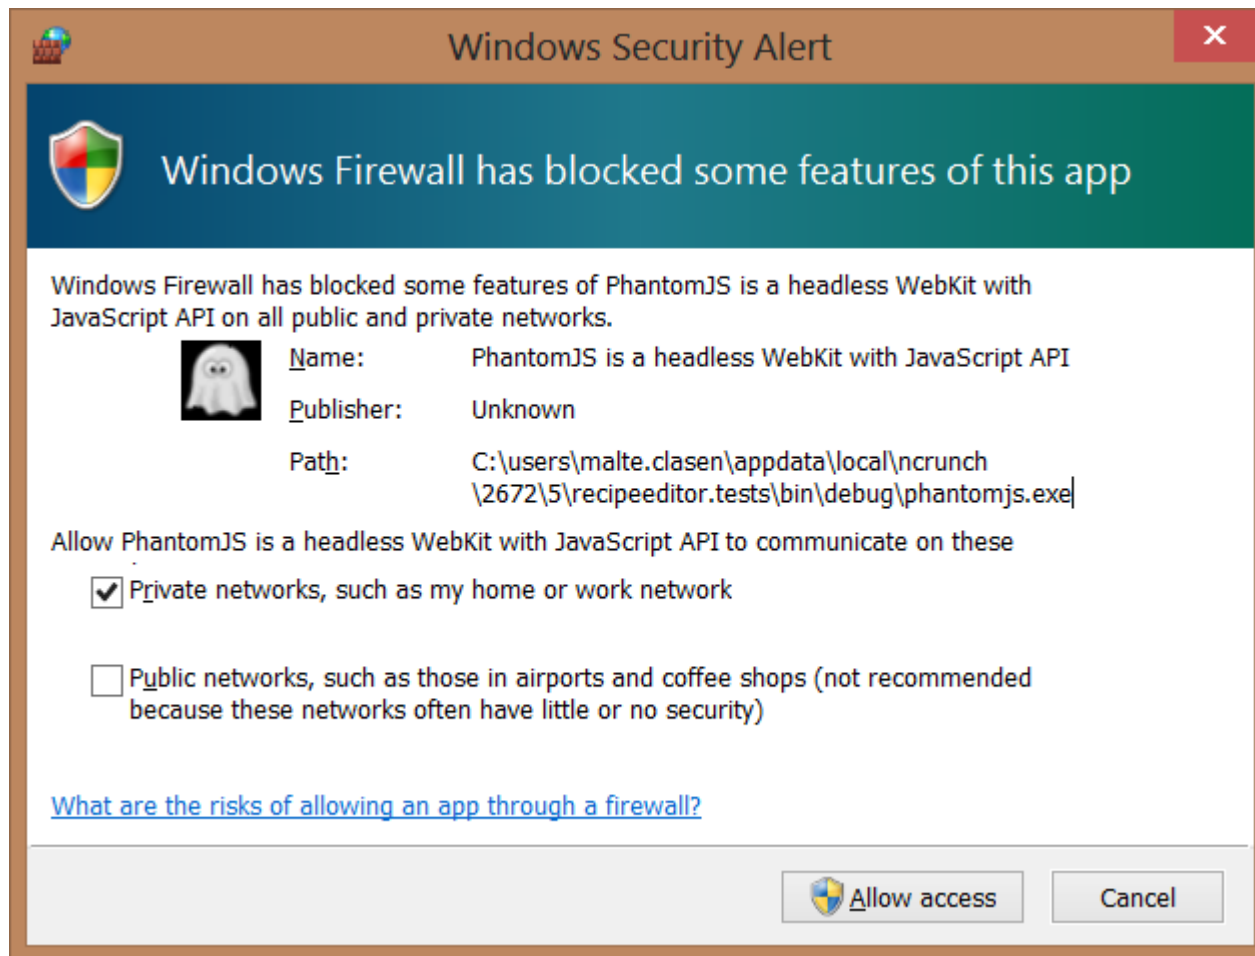 Windows Security Alert
Windows Firewall has blocked some features of this app
Windows Firewall has blocked some features of PhantomJS is a headless WebKit with
JavaScript API on all public and private networks.
Name: PhantomJS is a headless WebKit with JavaScript API
Publisher: Unknown
Path: C:\users\malte.clasen\appdata\local\ncrunch
\2672\5\recipeeditor.tests\bin\debug\phantomjs.exe
Allow PhantomJS is a headless WebKit with JavaScript API to communicate on these
Private networks, such as my home or work network
Public networks, such as those in airports and coffee shops (not recommended
because these networks often have little or no security)
What are the risks of allowing an app through a firewall?
Allow access Cancel